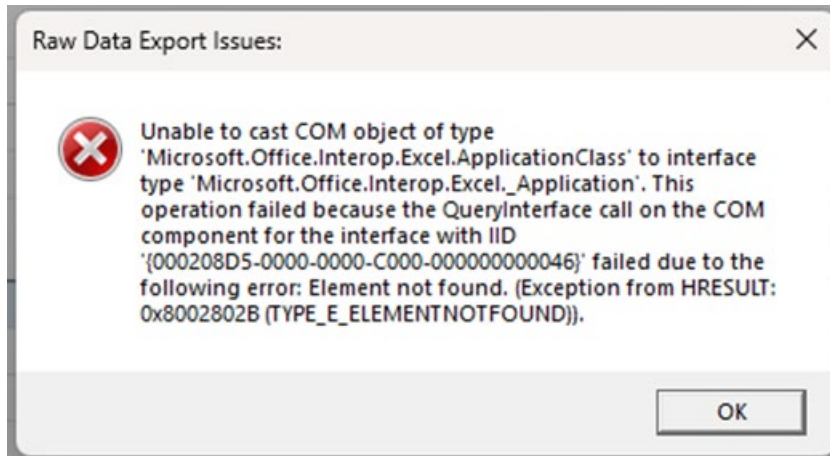 Raw Data Export Issues:
Unable to cast COM object of type
'Microsoft.Office.Interop.Excel.ApplicationClass' to interface
type 'Microsoft.Office.Interop.Excel._Application'. This
operation failed because the QueryInterface call on the COM
component for the interface with IID
'{000208D5-0000-0000-C000-000000000046}' failed due to the
following error: Element not found. (Exception from HRESULT:
0x8002802B (TYPE_E_ELEMENTNOTFOUND)).
OK